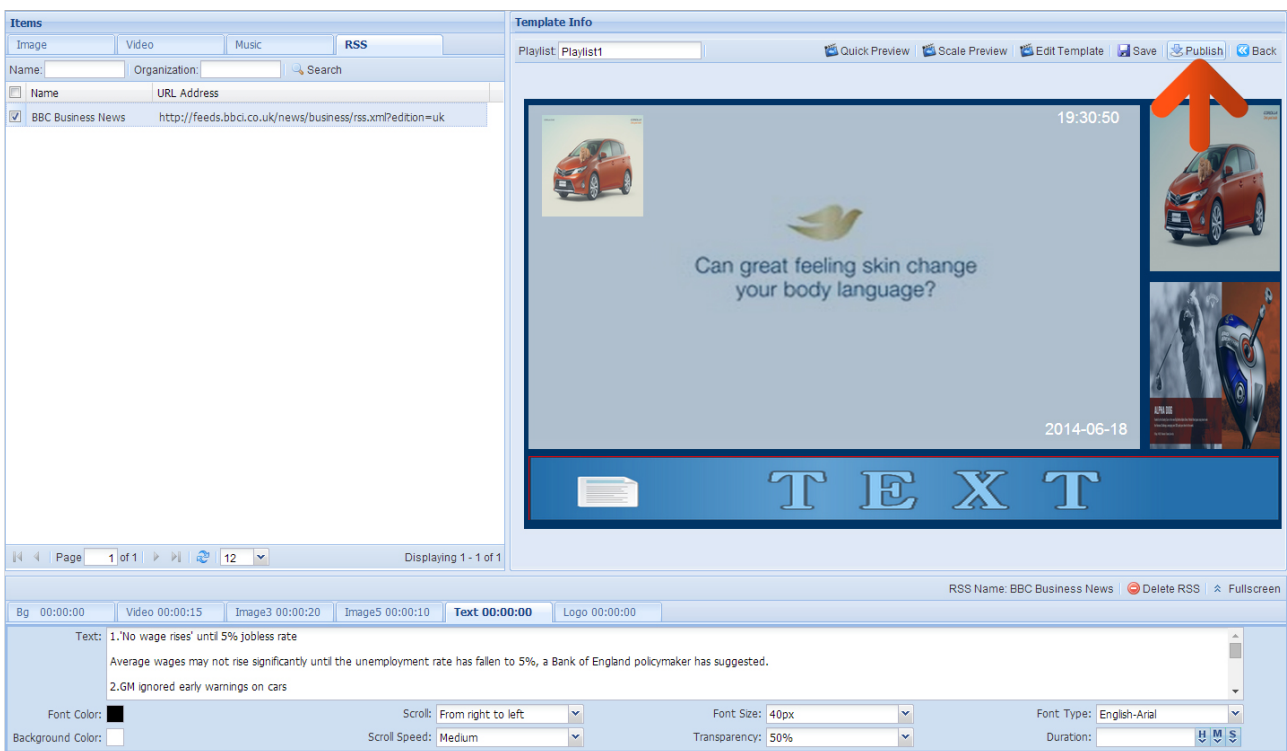 Items
Image Video Music RSS
Name: Organization: Search
Name URL Address
BBC Business News http://feeds.bbci.co.uk/news/business/rss.xml?edition=uk
Page 1 of 1 12 Displaying 1 - 1 of 1
Template Info
Playlist: Playlist1 Quick Preview Scale Preview Edit Template Save Publish Back
19:30:50
Can great feeling skin change
your body language?
ALPHA DOG
2014-06-18
TEXT
RSS Name: BBC Business News Delete RSS Fullscreen
Bg 00:00:00 Video 00:00:15 Image3 00:00:20 Image5 00:00:10 Text 00:00:00 Logo 00:00:00
Text: 1.'No wage rises' until 5% jobless rate
Average wages may not rise significantly until the unemployment rate has fallen to 5%, a Bank of England policymaker has suggested.
2.GM ignored early warnings on cars
Font Color: Scroll: From right to left Font Size: 40px Font Type: English-Arial
Background Color: Scroll Speed: Medium Transparency: 50% Duration: H M S